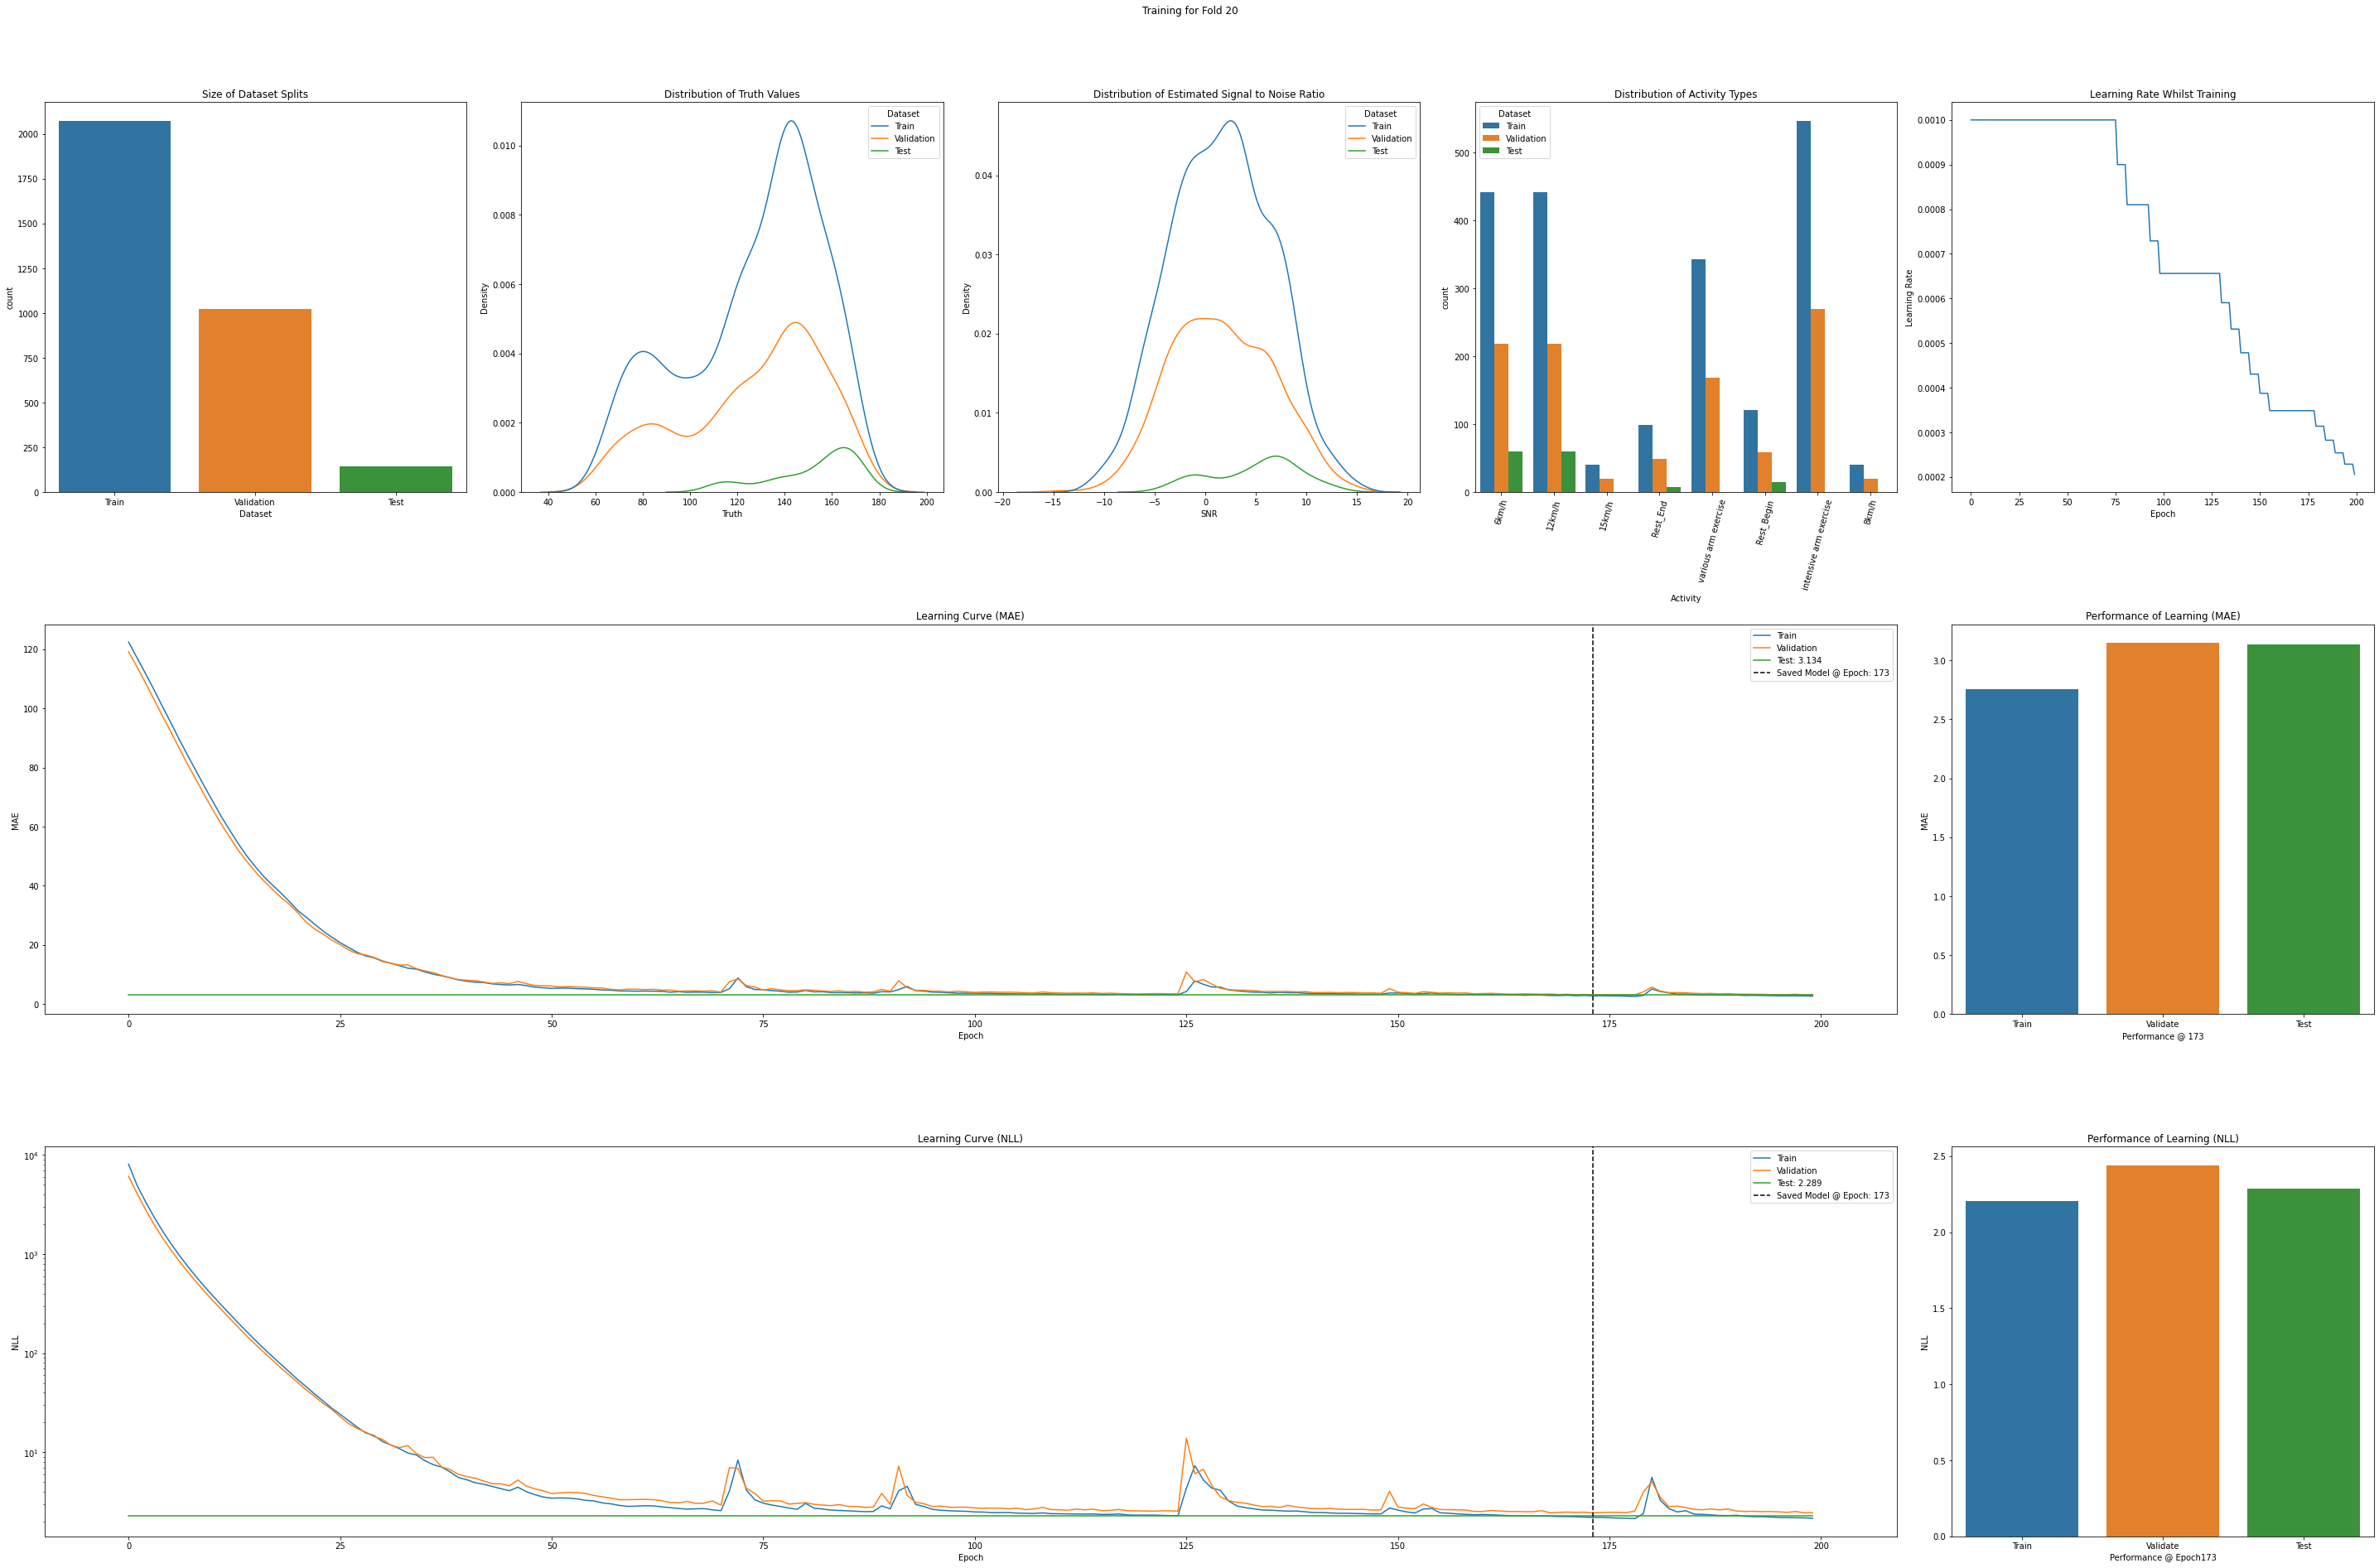 Training for Fold 20
Size of Dataset Splits
count
2000
1750
1500
1250
1000
750
500
250
0
Train Validation Test
Dataset
Distribution of Truth Values
Density
0.010
0.008
0.006
0.004
0.002
0.000
40 60 80 100 120 140 160 180 200
Truth
Dataset
Train
Validation
Test
Distribution of Estimated Signal to Noise Ratio
Density
0.04
0.03
0.02
0.01
0.00
−20 −15 −10 −5 0 5 10 15 20
SNR
Dataset
Train
Validation
Test
Distribution of Activity Types
count
500
400
300
200
100
0
Dataset
Train
Validation
Test
6km/h
12km/h
15km/h
Rest_End
various arm exercise
Rest_Begin
intensive arm exercise
8km/h
Activity
Learning Rate Whilst Training
Learning Rate
0.0010
0.0009
0.0008
0.0007
0.0006
0.0005
0.0004
0.0003
0.0002
0 25 50 75 100 125 150 175 200
Epoch
Learning Curve (MAE)
MAE
120
100
80
60
40
20
0
0 25 50 75 100 125 150 175 200
Epoch
Train
Validation
Test: 3.134
Saved Model @ Epoch: 173
Performance of Learning (MAE)
MAE
3.0
2.5
2.0
1.5
1.0
0.5
0.0
Train Validate Test
Performance @ 173
Learning Curve (NLL)
NLL
10^4
10^3
10^2
10^1
0 25 50 75 100 125 150 175 200
Epoch
Train
Validation
Test: 2.289
Saved Model @ Epoch: 173
Performance of Learning (NLL)
NLL
2.5
2.0
1.5
1.0
0.5
0.0
Train Validate Test
Performance @ Epoch173